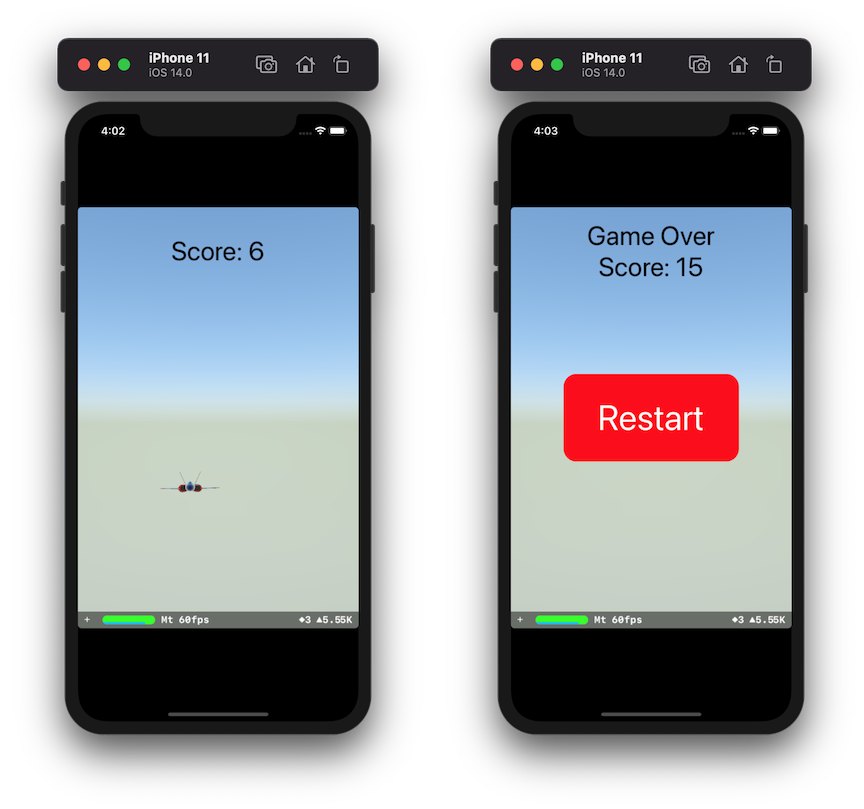 iPhone 11
iOS 14.0
4:02
Score: 6
+ Mt 60fps ◆3 ▲5.55K
iPhone 11
iOS 14.0
4:03
Game Over
Score: 15
Restart
+ Mt 60fps ◆3 ▲5.55K